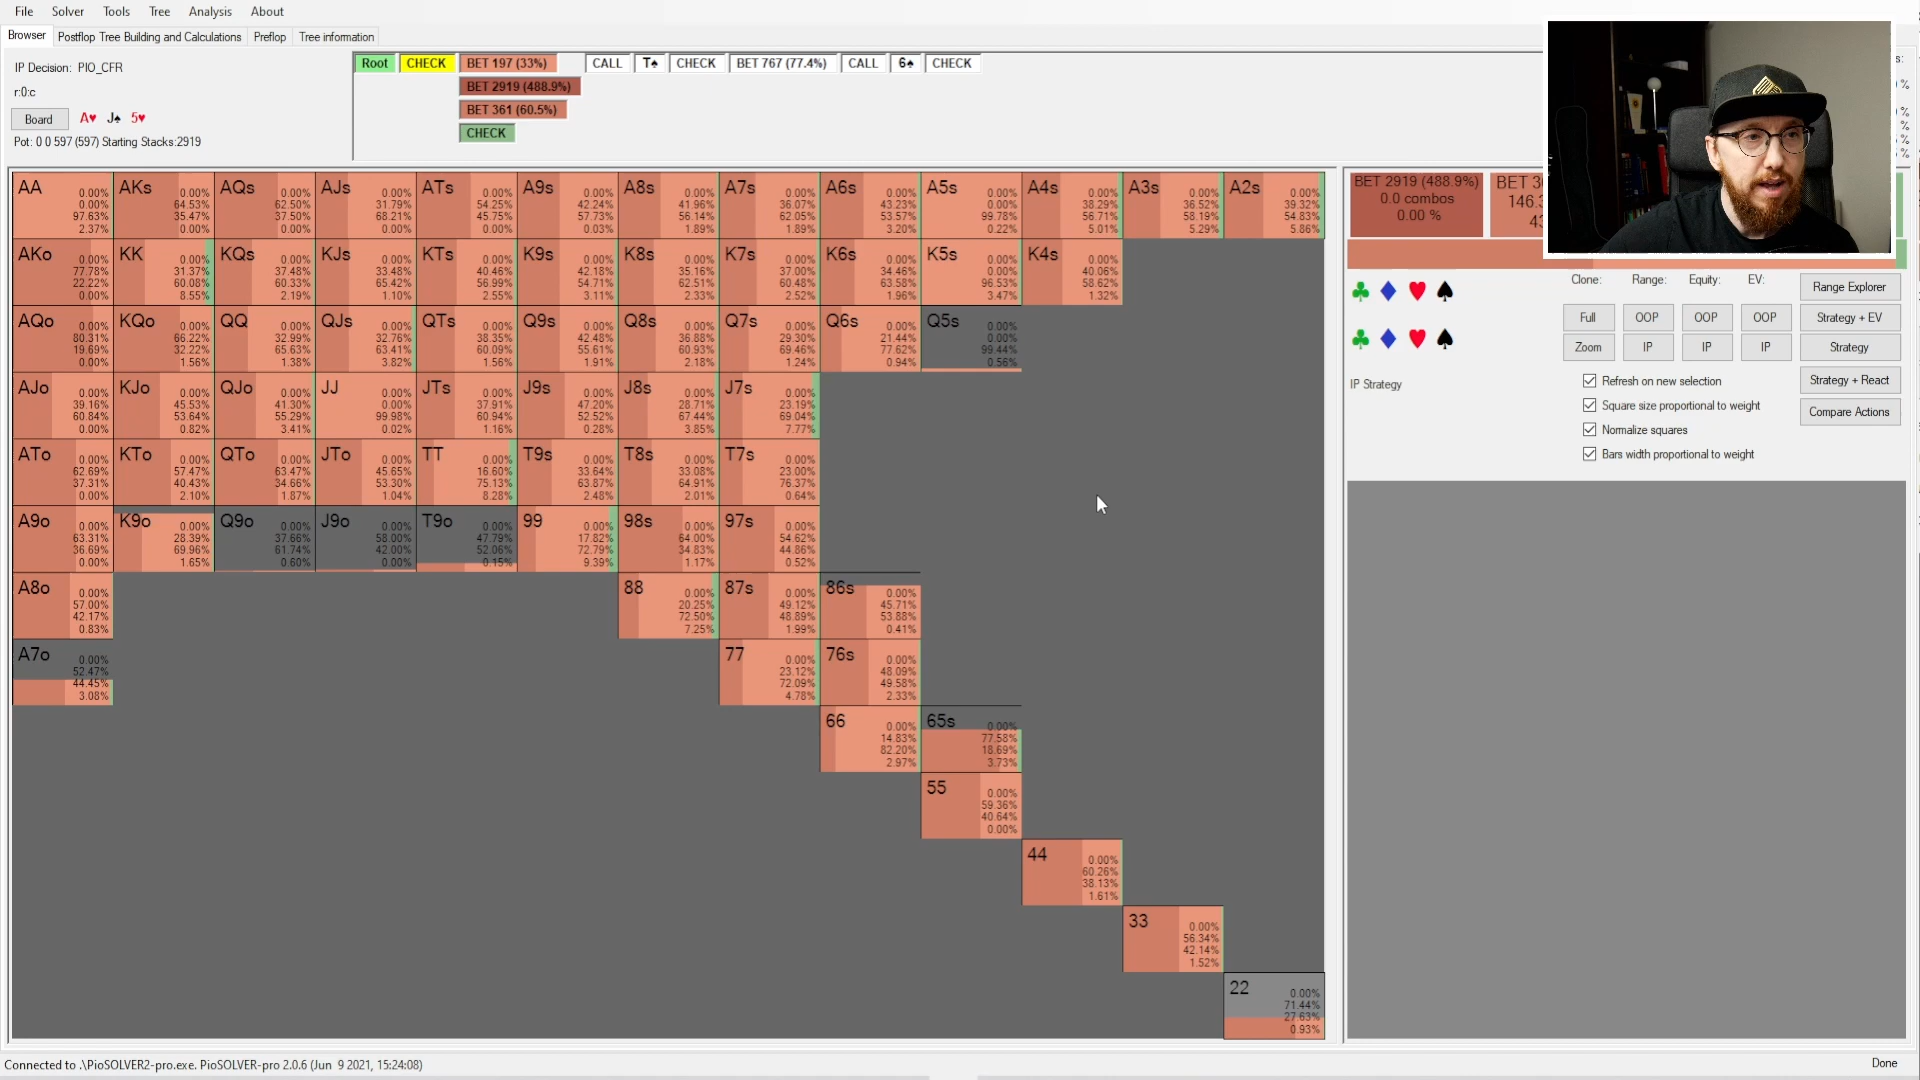 File Solver Tools Tree Analysis About
Browser Postflop Tree Building and Calculations Preflop Tree information
IP Decision: PIO_CFR
r:0:c
Board A♥ J♠ 5♥
Pot: 0 0 597 (597) Starting Stacks:2919
Root CHECK BET 197 (33%) CALL T♠ CHECK BET 767 (77.4%) CALL 6♠ CHECK
BET 2919 (488.9%)
BET 361 (60.5%)
CHECK
AA 0.00% 0.00% 97.63% 2.37%
AKs 0.00% 64.53% 35.47% 0.00%
AQs 0.00% 62.50% 37.50% 0.00%
AJs 0.00% 31.79% 68.21% 0.00%
ATs 0.00% 54.25% 45.75% 0.00%
A9s 0.00% 42.24% 57.73% 0.03%
A8s 0.00% 41.96% 56.14% 1.89%
A7s 0.00% 36.07% 62.05% 1.89%
A6s 0.00% 43.23% 53.57% 3.20%
A5s 0.00% 0.00% 99.78% 0.22%
A4s 0.00% 38.29% 56.71% 5.01%
A3s 0.00% 36.52% 58.19% 5.29%
A2s 0.00% 39.32% 54.83% 5.86%
AKo 0.00% 77.78% 22.22% 0.00%
KK 0.00% 31.37% 60.08% 8.55%
KQs 0.00% 37.48% 60.33% 2.19%
KJs 0.00% 33.48% 65.42% 1.10%
KTs 0.00% 40.46% 56.99% 2.55%
K9s 0.00% 42.18% 54.71% 3.11%
K8s 0.00% 35.16% 62.51% 2.33%
K7s 0.00% 37.00% 60.48% 2.52%
K6s 0.00% 34.46% 63.58% 1.96%
K5s 0.00% 0.00% 96.53% 3.47%
K4s 0.00% 40.06% 58.62% 1.32%
AQo 0.00% 80.31% 19.69% 0.00%
KQo 0.00% 66.22% 32.22% 1.56%
QQ 0.00% 32.99% 65.63% 1.38%
QJs 0.00% 32.76% 63.41% 3.82%
QTs 0.00% 38.35% 60.09% 1.56%
Q9s 0.00% 42.48% 55.61% 1.91%
Q8s 0.00% 36.88% 60.93% 2.18%
Q7s 0.00% 29.30% 69.46% 1.24%
Q6s 0.00% 21.44% 77.62% 0.94%
Q5s 0.00% 0.00% 99.44% 0.56%
AJo 0.00% 39.16% 60.84% 0.00%
KJo 0.00% 45.53% 53.64% 0.82%
QJo 0.00% 41.30% 55.29% 3.41%
JJ 0.00% 0.00% 99.98% 0.02%
JTs 0.00% 37.91% 60.94% 1.16%
J9s 0.00% 47.20% 52.52% 0.28%
J8s 0.00% 28.71% 67.44% 3.85%
J7s 0.00% 23.19% 69.04% 7.77%
ATo 0.00% 62.69% 37.31% 0.00%
KTo 0.00% 57.47% 40.43% 2.10%
QTo 0.00% 63.47% 34.66% 1.87%
JTo 0.00% 45.65% 53.30% 1.04%
TT 0.00% 16.60% 75.13% 8.28%
T9s 0.00% 33.64% 63.87% 2.48%
T8s 0.00% 33.08% 64.91% 2.01%
T7s 0.00% 23.00% 76.37% 0.64%
A9o 0.00% 63.31% 36.69% 0.00%
K9o 0.00% 28.39% 69.96% 1.65%
Q9o 0.00% 37.66% 61.74% 0.60%
J9o 0.00% 58.00% 42.00% 0.00%
T9o 0.00% 47.79% 52.06% 0.15%
99 0.00% 17.82% 72.79% 9.39%
98s 0.00% 64.00% 34.83% 1.17%
97s 0.00% 54.62% 44.86% 0.52%
A8o 0.00% 57.00% 42.17% 0.83%
88 0.00% 20.25% 72.50% 7.25%
87s 0.00% 49.12% 48.89% 1.99%
86s 0.00% 45.71% 53.88% 0.41%
A7o 0.00% 52.47% 44.45% 3.08%
77 0.00% 23.12% 72.09% 4.78%
76s 0.00% 48.09% 49.58% 2.33%
66 0.00% 14.83% 82.20% 2.97%
65s 0.00% 77.58% 18.69% 3.73%
55 0.00% 59.36% 40.64% 0.00%
44 0.00% 60.26% 38.13% 1.61%
33 0.00% 56.34% 42.14% 1.52%
22 0.00% 71.44% 27.63% 0.93%
BET 2919 (488.9%)
0.0 combos
0.00 %
Clone: Range: Equity: EV: Range Explorer
Full OOP OOP OOP Strategy + EV
Zoom IP IP IP Strategy
IP Strategy
Refresh on new selection Strategy + React
Square size proportional to weight Compare Actions
Normalize squares
Bars width proportional to weight
Connected to .\PioSOLVER2-pro.exe. PioSOLVER-pro 2.0.6 (Jun 9 2021, 15:24:08) Done